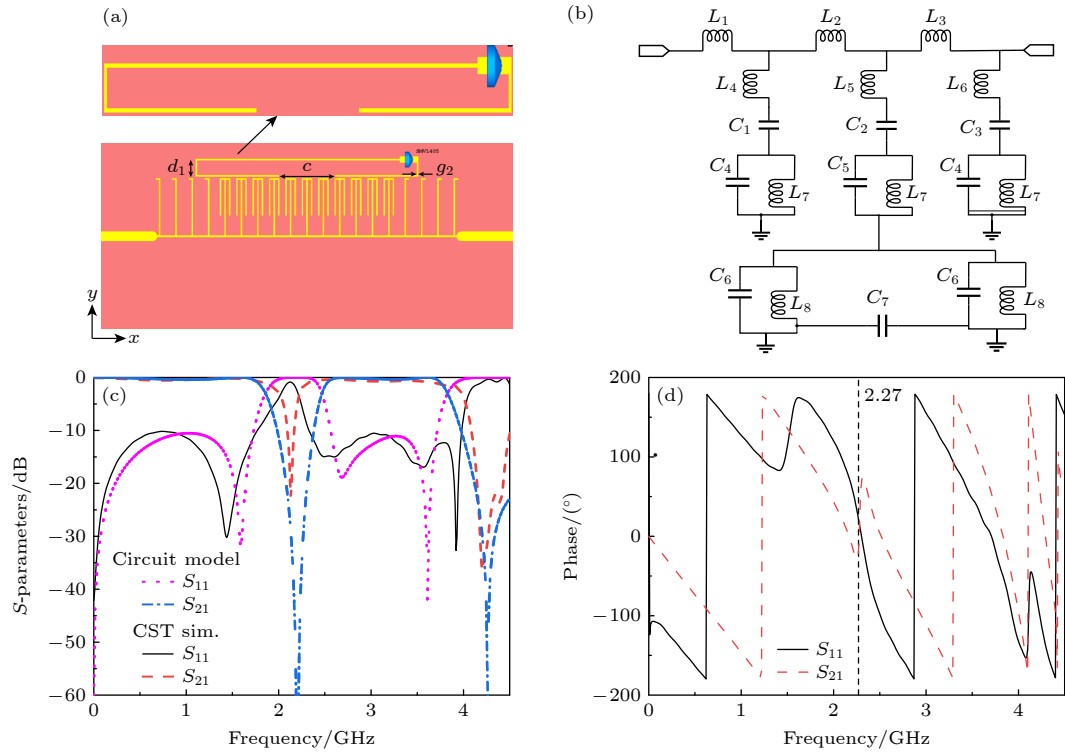 (a)
SMV1405
d1
c
g2
y
x
(b)
L1 L2 L3
L4 L5 L6
C1 C2 C3
C4 L7 C5 L7 C4 L7
C6 L8 C7 C6 L8
(c)
S-parameters/dB
0
−10
−20
−30
−40
−50
−60
Circuit model
S11
S21
CST sim.
S11
S21
0 1 2 3 4
Frequency/GHz
(d)
2.27
Phase/(°)
200
100
0
−100
−200
S11
S21
0 1 2 3 4
Frequency/GHz